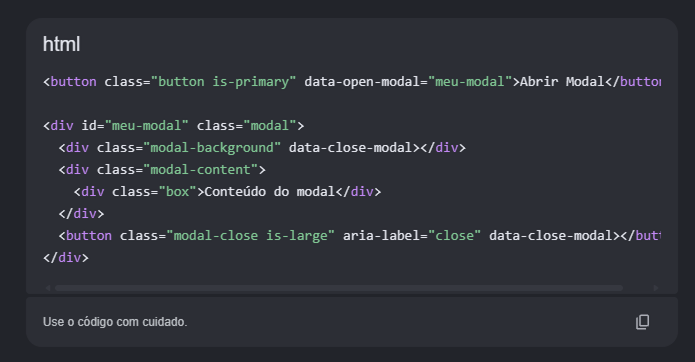 html
<button class="button is-primary" data-open-modal="meu-modal">Abrir Modal</button
<div id="meu-modal" class="modal">
<div class="modal-background" data-close-modal></div>
<div class="modal-content">
<div class="box">Conteúdo do modal</div>
</div>
<button class="modal-close is-large" aria-label="close" data-close-modal></butt
</div>
Use o código com cuidado.